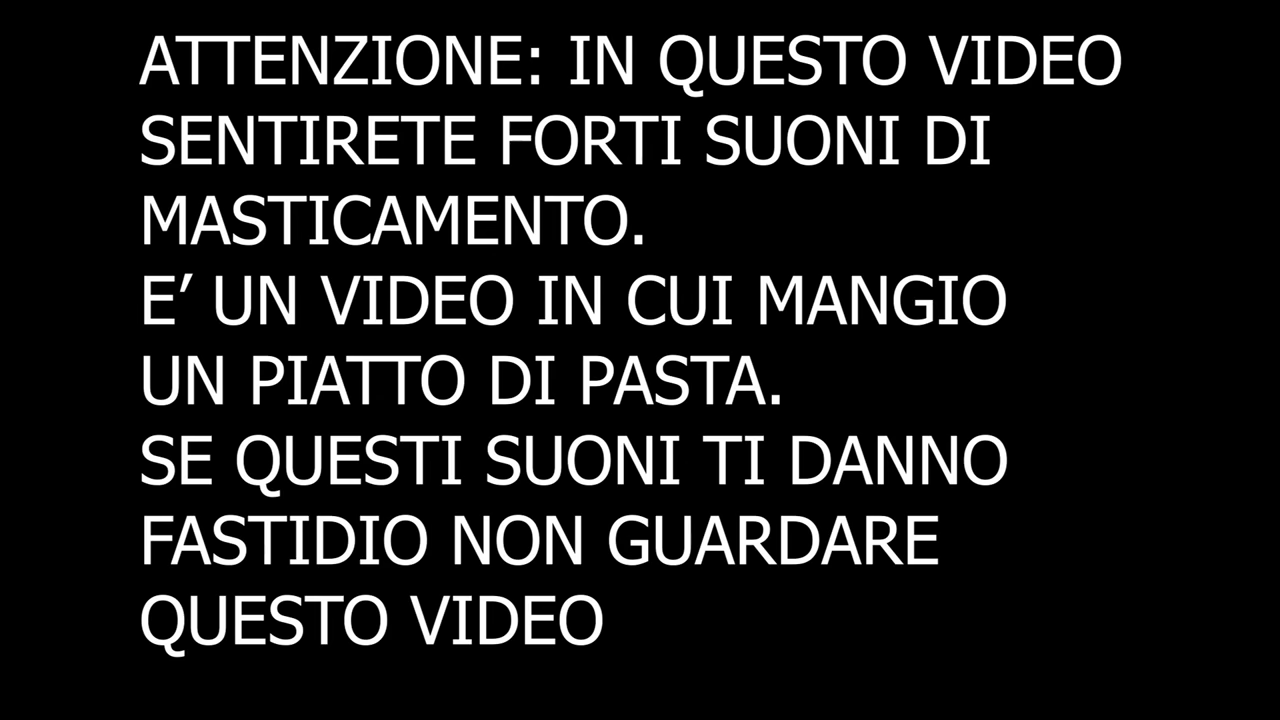 ATTENZIONE: IN QUESTO VIDEO
SENTIRETE FORTI SUONI DI
MASTICAMENTO.
E’ UN VIDEO IN CUI MANGIO
UN PIATTO DI PASTA.
SE QUESTI SUONI TI DANNO
FASTIDIO NON GUARDARE
QUESTO VIDEO